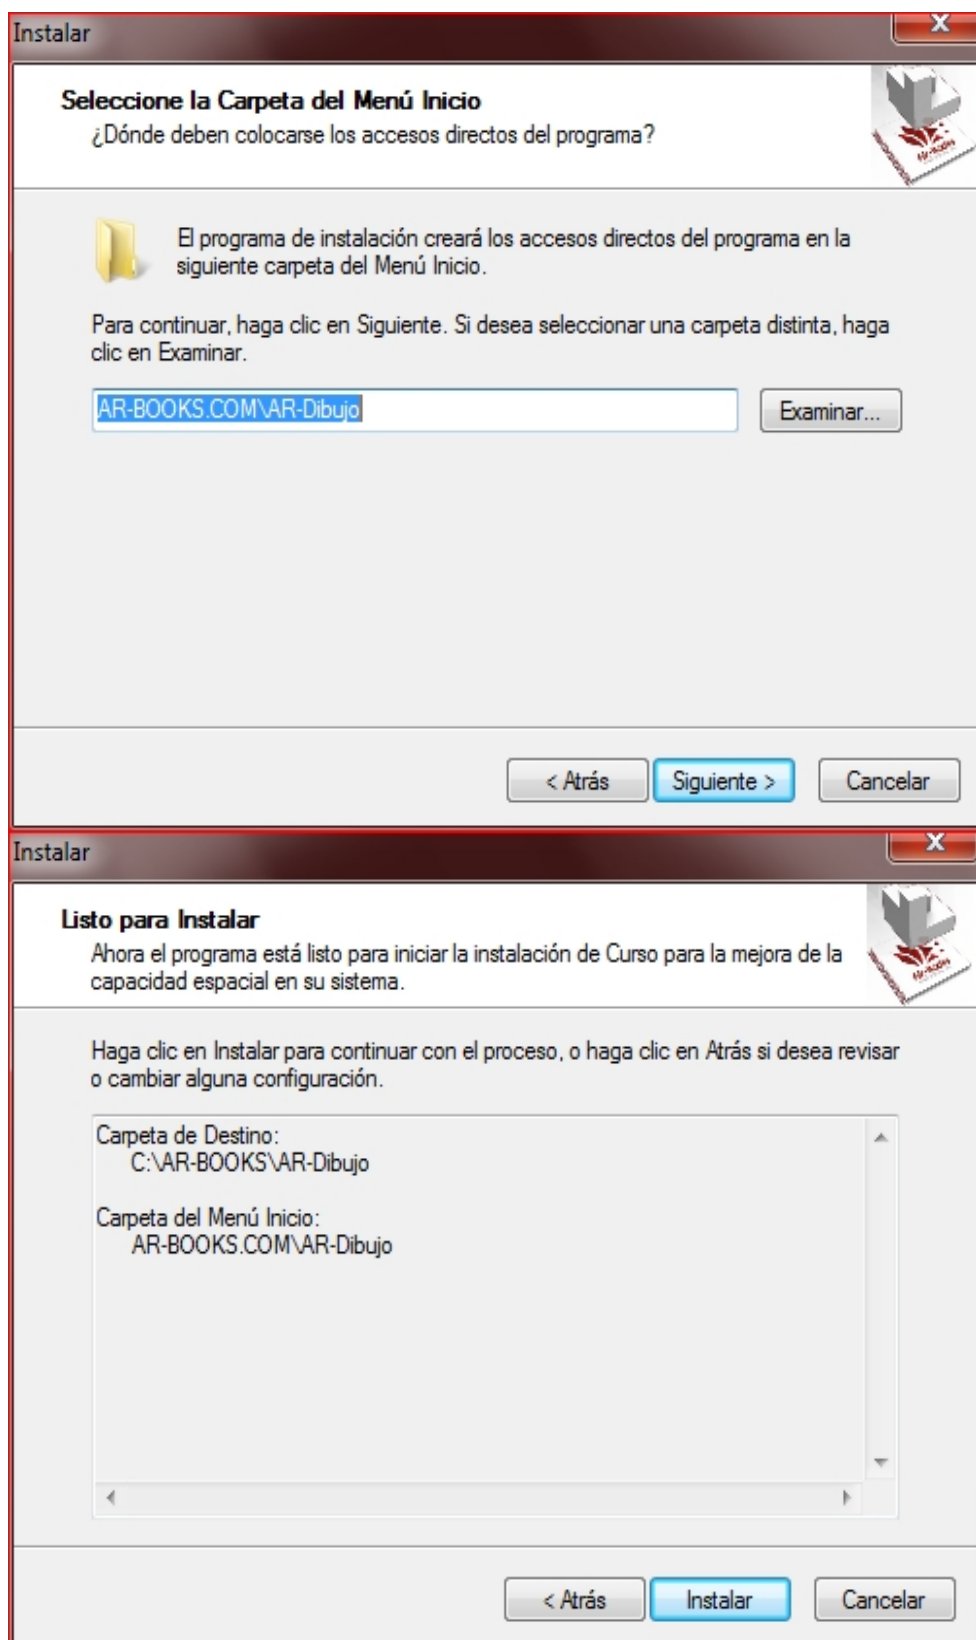 Instalar
X
Seleccione la Carpeta del Menú Inicio
¿Dónde deben colocarse los accesos directos del programa?
El programa de instalación creará los accesos directos del programa en la
siguiente carpeta del Menú Inicio.
Para continuar, haga clic en Siguiente. Si desea seleccionar una carpeta distinta, haga
clic en Examinar.
AR-BOOKS.COM\AR-Dibujo
Examinar...
< Atrás
Siguiente >
Cancelar
Instalar
X
Listo para Instalar
Ahora el programa está listo para iniciar la instalación de Curso para la mejora de la
capacidad espacial en su sistema.
Haga clic en Instalar para continuar con el proceso, o haga clic en Atrás si desea revisar
o cambiar alguna configuración.
Carpeta de Destino:
C:\AR-BOOKS\AR-Dibujo
Carpeta del Menú Inicio:
AR-BOOKS.COM\AR-Dibujo
< Atrás
Instalar
Cancelar